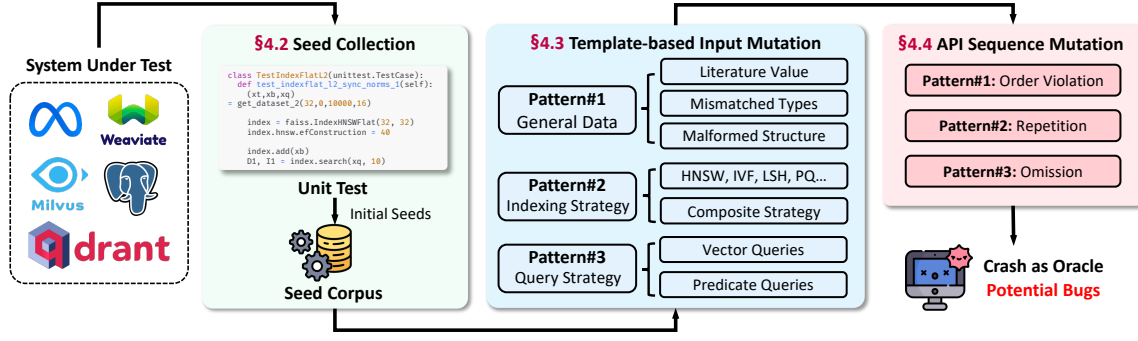 System Under Test
Weaviate
Milvus
drant
§4.2 Seed Collection
class TestIndexFlatL2(unittest.TestCase):
def test_indexflat_l2_sync_norms_1(self):
(xt,xb,xq)
= get_dataset_2(32,0,10000,16)
index = faiss.IndexHNSWFlat(32, 32)
index.hnsw.efConstruction = 40
index.add(xb)
D1, I1 = index.search(xq, 10)
Unit Test
Initial Seeds
Seed Corpus
§4.3 Template-based Input Mutation
Pattern#1
General Data
Literature Value
Mismatched Types
Malformed Structure
Pattern#2
Indexing Strategy
HNSW, IVF, LSH, PQ...
Composite Strategy
Pattern#3
Query Strategy
Vector Queries
Predicate Queries
§4.4 API Sequence Mutation
Pattern#1: Order Violation
Pattern#2: Repetition
Pattern#3: Omission
Crash as Oracle
Potential Bugs